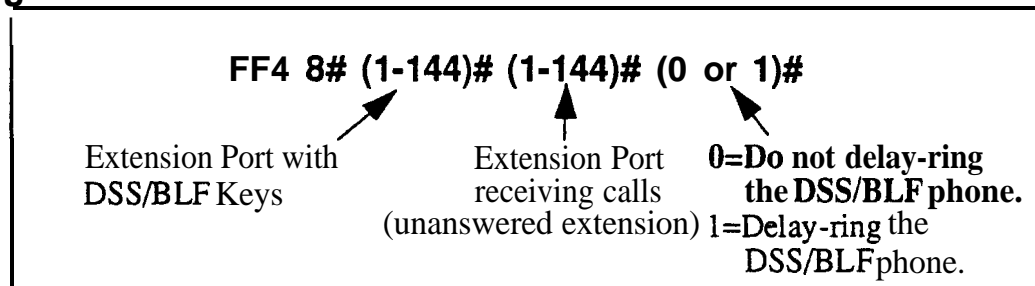 FF4 8# (1-144)# (1-144)# (0 or 1)#
Extension Port with
DSS/BLF Keys
Extension Port
receiving calls
(unanswered extension)
0=Do not delay-ring
the DSS/BLF phone.
1=Delay-ring the
DSS/BLF phone.